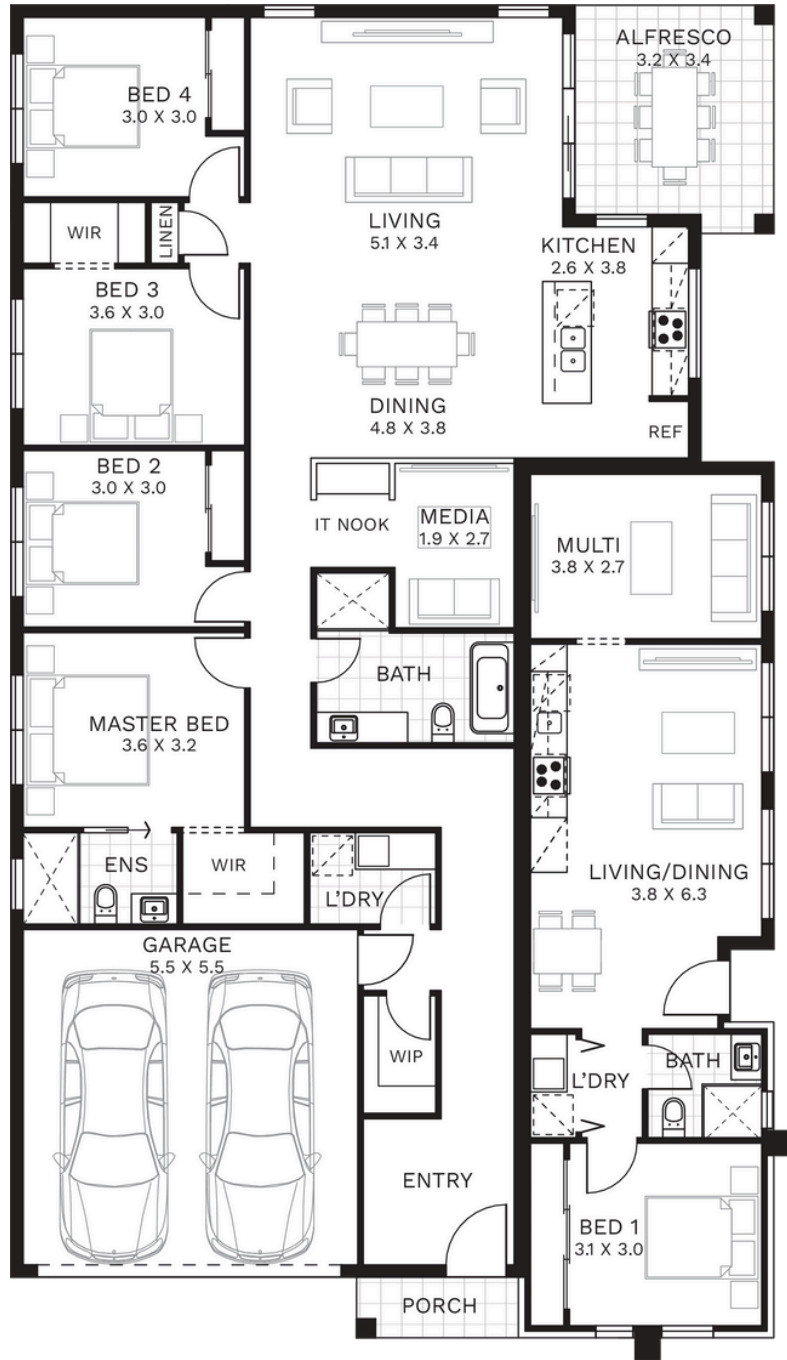 ALFRESCO
3.2 X 3.4
BED 4
3.0 X 3.0
LINEN
WIR
LIVING
5.1 X 3.4
KITCHEN
2.6 X 3.8
BED 3
3.6 X 3.0
DINING
4.8 X 3.8
REF
BED 2
3.0 X 3.0
IT NOOK
MEDIA
1.9 X 2.7
MULTI
3.8 X 2.7
BATH
MASTER BED
3.6 X 3.2
ENS
WIR
L'DRY
LIVING/DINING
3.8 X 6.3
GARAGE
5.5 X 5.5
WIP
L'DRY
BATH
ENTRY
BED 1
3.1 X 3.0
PORCH